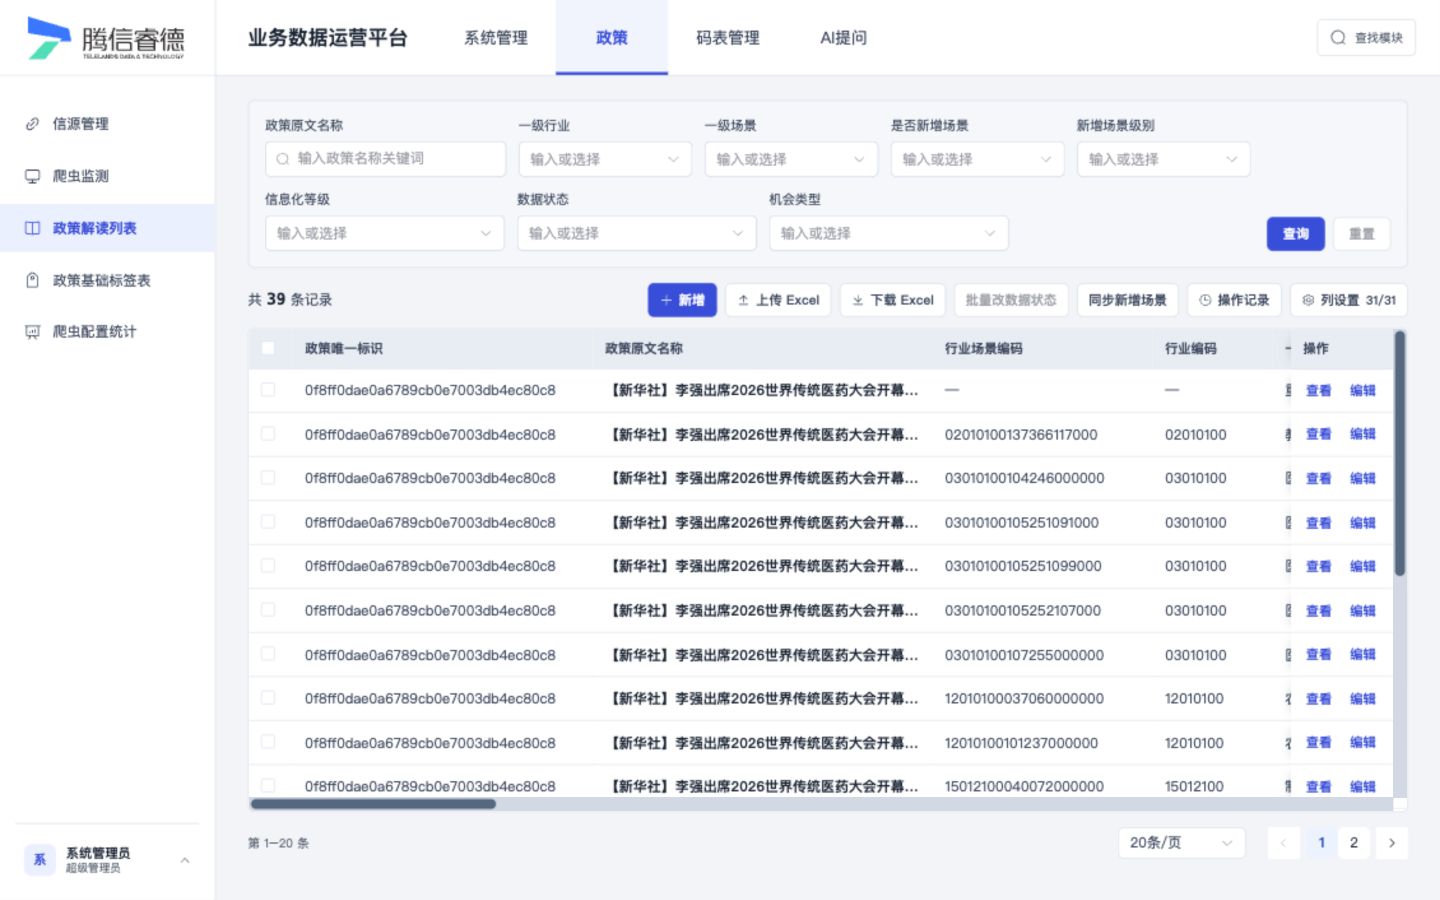 腾信睿德
TELELANDS DATA & TECHNOLOGY
业务数据运营平台
系统管理
政策
码表管理
AI提问
查找模块
信源管理
爬虫监测
政策解读列表
政策基础标签表
爬虫配置统计
政策原文名称
一级行业
一级场景
是否新增场景
新增场景级别
输入政策名称关键词
输入或选择
输入或选择
输入或选择
输入或选择
信息化等级
数据状态
机会类型
输入或选择
输入或选择
输入或选择
查询
重置
共 39 条记录
新增
上传 Excel
下载 Excel
批量改数据状态
同步新增场景
操作记录
列设置 31/31
政策唯一标识 政策原文名称 行业场景编码 行业编码 操作
0f8ff0dae0a6789cb0e7003db4ec80c8 【新华社】李强出席2026世界传统医药大会开幕... — — 查看 编辑
0f8ff0dae0a6789cb0e7003db4ec80c8 【新华社】李强出席2026世界传统医药大会开幕... 02010100137366117000 02010100 查看 编辑
0f8ff0dae0a6789cb0e7003db4ec80c8 【新华社】李强出席2026世界传统医药大会开幕... 03010100104246000000 03010100 查看 编辑
0f8ff0dae0a6789cb0e7003db4ec80c8 【新华社】李强出席2026世界传统医药大会开幕... 03010100105251091000 03010100 查看 编辑
0f8ff0dae0a6789cb0e7003db4ec80c8 【新华社】李强出席2026世界传统医药大会开幕... 03010100105251099000 03010100 查看 编辑
0f8ff0dae0a6789cb0e7003db4ec80c8 【新华社】李强出席2026世界传统医药大会开幕... 03010100105252107000 03010100 查看 编辑
0f8ff0dae0a6789cb0e7003db4ec80c8 【新华社】李强出席2026世界传统医药大会开幕... 03010100107255000000 03010100 查看 编辑
0f8ff0dae0a6789cb0e7003db4ec80c8 【新华社】李强出席2026世界传统医药大会开幕... 12010100037060000000 12010100 查看 编辑
0f8ff0dae0a6789cb0e7003db4ec80c8 【新华社】李强出席2026世界传统医药大会开幕... 12010100101237000000 12010100 查看 编辑
0f8ff0dae0a6789cb0e7003db4ec80c8 【新华社】李强出席2026世界传统医药大会开幕... 15012100040072000000 15012100 查看 编辑
第 1—20 条
20条/页
1
2
系
系统管理员
超级管理员